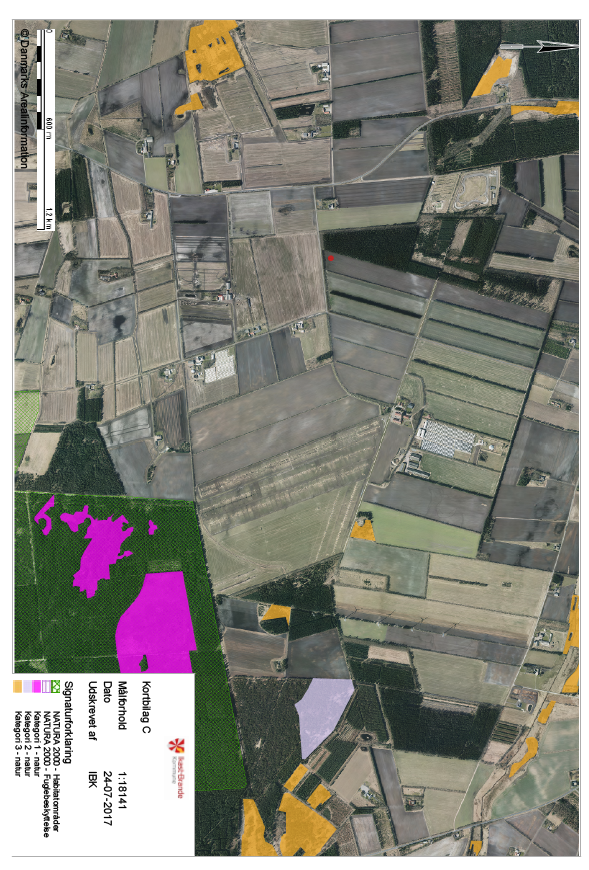 Ikast-Brande
Kommune
Kortbilag C
Målforhold 1:18141
Dato 24-07-2017
Udskrevet af IBK
Signaturforklaring
NATURA 2000 - Habitatområder
NATURA 2000 - Fuglebeskyttelse
Kategori 1 - natur
Kategori 2 - natur
Kategori 3 - natur
0 600 m 1.2 km
© Danmarks Arealinformation